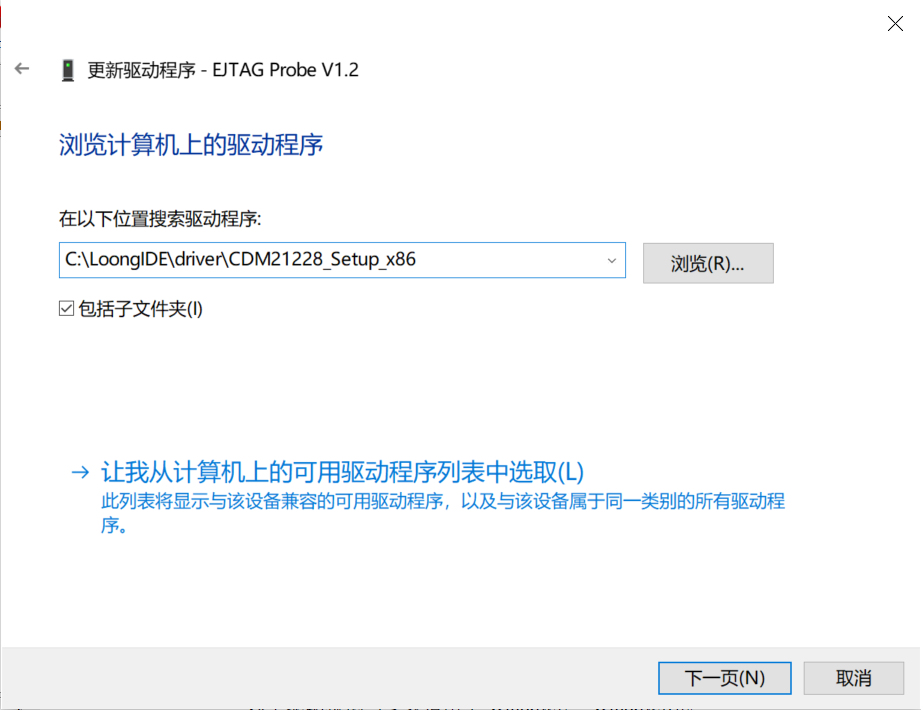 更新驱动程序 - EJTAG Probe V1.2
浏览计算机上的驱动程序
在以下位置搜索驱动程序:
C:\LoongIDE\driver\CDM21228_Setup_x86
浏览(R)...
包括子文件夹(I)
让我从计算机上的可用驱动程序列表中选取(L)
此列表将显示与该设备兼容的可用驱动程序，以及与该设备属于同一类别的所有驱动程
序。
下一页(N)
取消